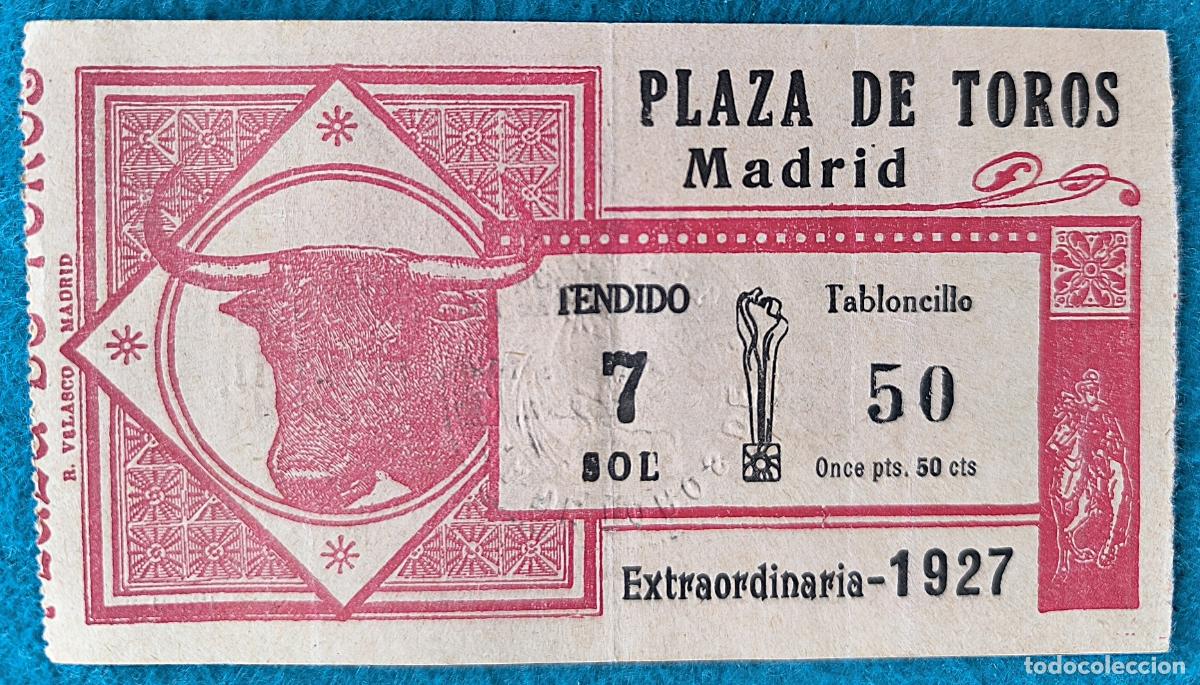 PLAZA DE TOROS
Madrid
TENDIDO
7
SOL
Tabloncillo
50
Once pts. 50 cts
Extraordinaria-1927
R. VELASCO MADRID
todocoleccion